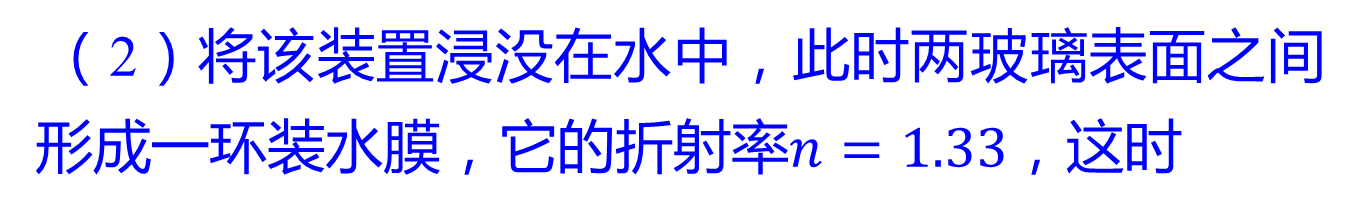 （2）将该装置浸没在水中，此时两玻璃表面之间
形成一环装水膜，它的折射率n = 1.33，这时